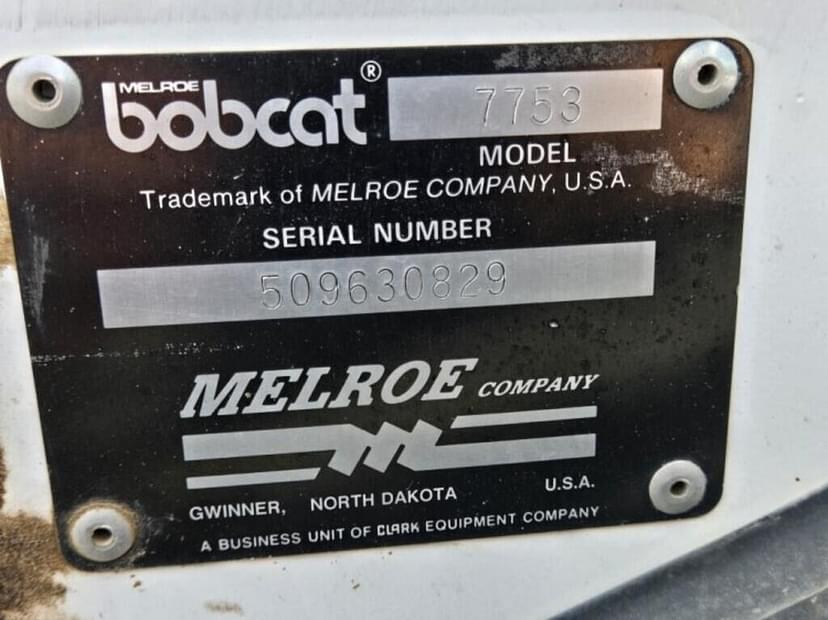 MELROE
bobcat®
7753
MODEL
Trademark of MELROE COMPANY, U.S.A.
SERIAL NUMBER
509630829
MELROE COMPANY
GWINNER, NORTH DAKOTA U.S.A.
A BUSINESS UNIT OF CLARK EQUIPMENT COMPANY